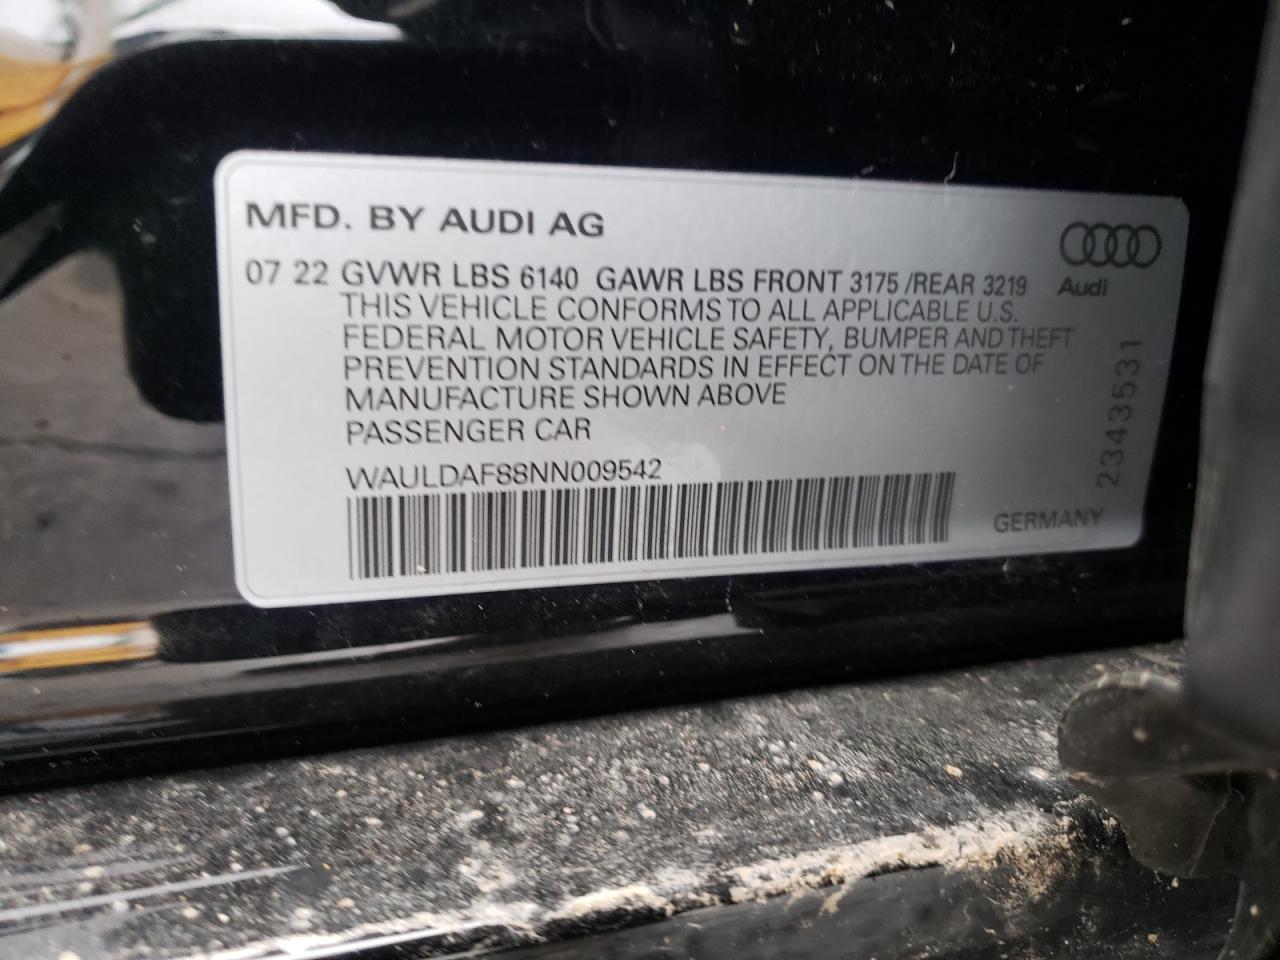 MFD. BY AUDI AG
07 22 GVWR LBS 6140 GAWR LBS FRONT 3175 /REAR 3219
THIS VEHICLE CONFORMS TO ALL APPLICABLE U.S.
FEDERAL MOTOR VEHICLE SAFETY, BUMPER AND THEFT
PREVENTION STANDARDS IN EFFECT ON THE DATE OF
MANUFACTURE SHOWN ABOVE
PASSENGER CAR
WAULDAF88NN009542
Audi
2343531
GERMANY